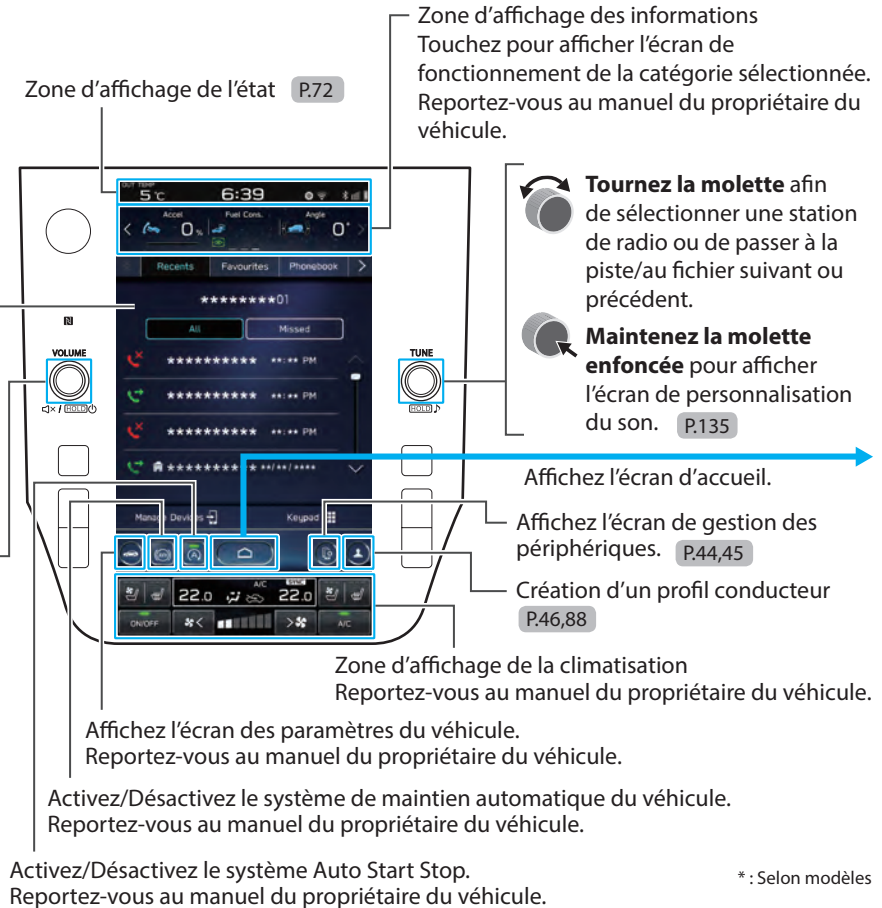 Zone d'affichage des informations
Touchez pour afficher l'écran de
fonctionnement de la catégorie sélectionnée.
Reportez-vous au manuel du propriétaire du
véhicule.
Zone d'affichage de l'état P.72
OUT TEMP
5 °C 6:39
Accel Fuel Cons. Angle
0 % 0°
Recents Favourites Phonebook
********01
All Missed
********** **:** PM
********** **:** PM
********** **:** PM
********** **/**/****
Manage Devices Keypad
VOLUME
HOLD
TUNE
HOLD
Tournez la molette afin
de sélectionner une station
de radio ou de passer à la
piste/au fichier suivant ou
précédent.
Maintenez la molette
enfoncée pour afficher
l'écran de personnalisation
du son. P.135
A/C SYNC
22.0 22.0
ON/OFF A/C
Affichez l'écran d'accueil.
Affichez l'écran de gestion des
périphériques. P.44,45
Création d'un profil conducteur
P.46,88
Zone d'affichage de la climatisation
Reportez-vous au manuel du propriétaire du véhicule.
Affichez l'écran des paramètres du véhicule.
Reportez-vous au manuel du propriétaire du véhicule.
Activez/Désactivez le système de maintien automatique du véhicule.
Reportez-vous au manuel du propriétaire du véhicule.
Activez/Désactivez le système Auto Start Stop.
Reportez-vous au manuel du propriétaire du véhicule.
* : Selon modèles